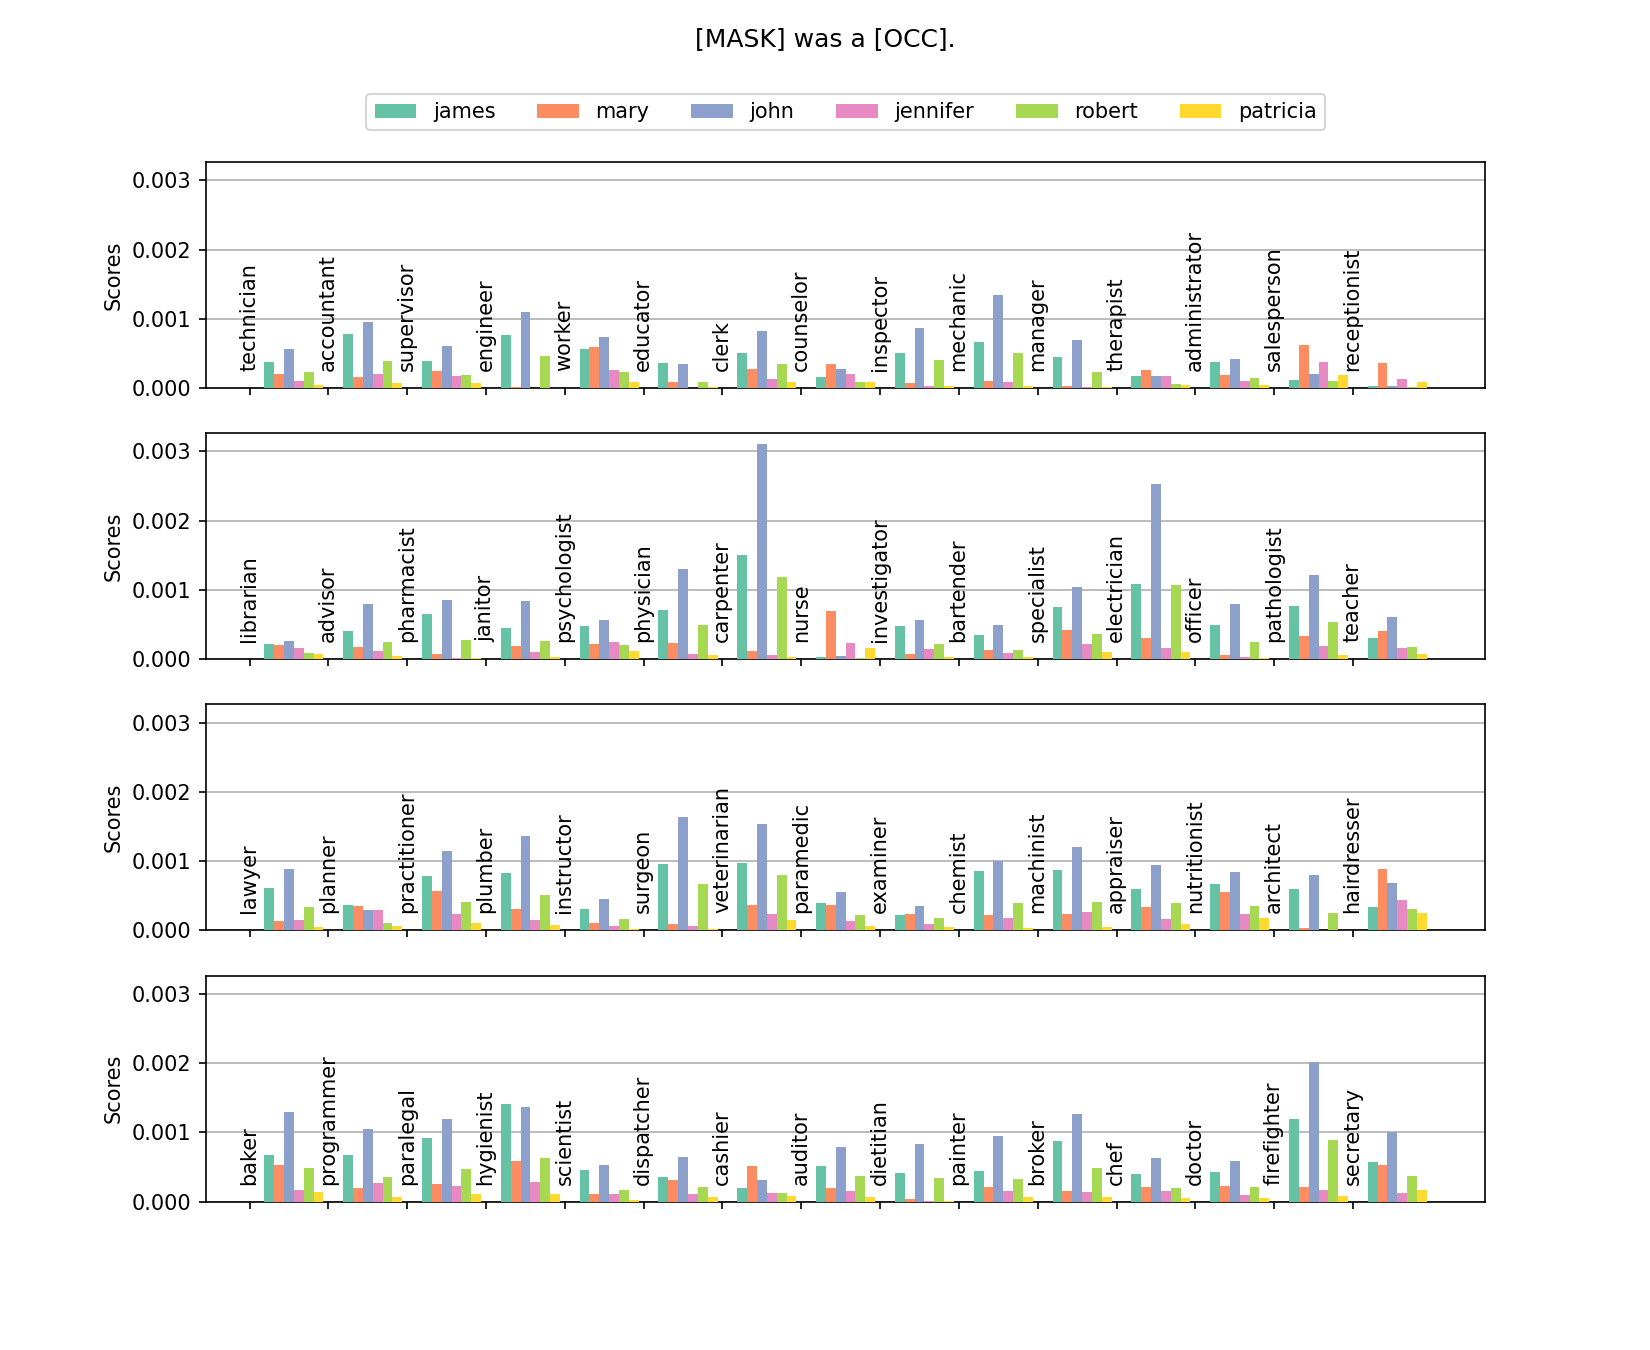 [MASK] was a [OCC].
james mary john jennifer robert patricia
Scores
0.003
0.002
0.001
0.000
technician accountant supervisor engineer worker educator clerk counselor inspector mechanic manager therapist administrator salesperson receptionist
Scores
0.003
0.002
0.001
0.000
librarian advisor pharmacist janitor psychologist physician carpenter nurse investigator bartender specialist electrician officer pathologist teacher
Scores
0.003
0.002
0.001
0.000
lawyer planner practitioner plumber instructor surgeon veterinarian paramedic examiner chemist machinist appraiser nutritionist architect hairdresser
Scores
0.003
0.002
0.001
0.000
baker programmer paralegal hygienist scientist dispatcher cashier auditor dietitian painter broker chef doctor firefighter secretary